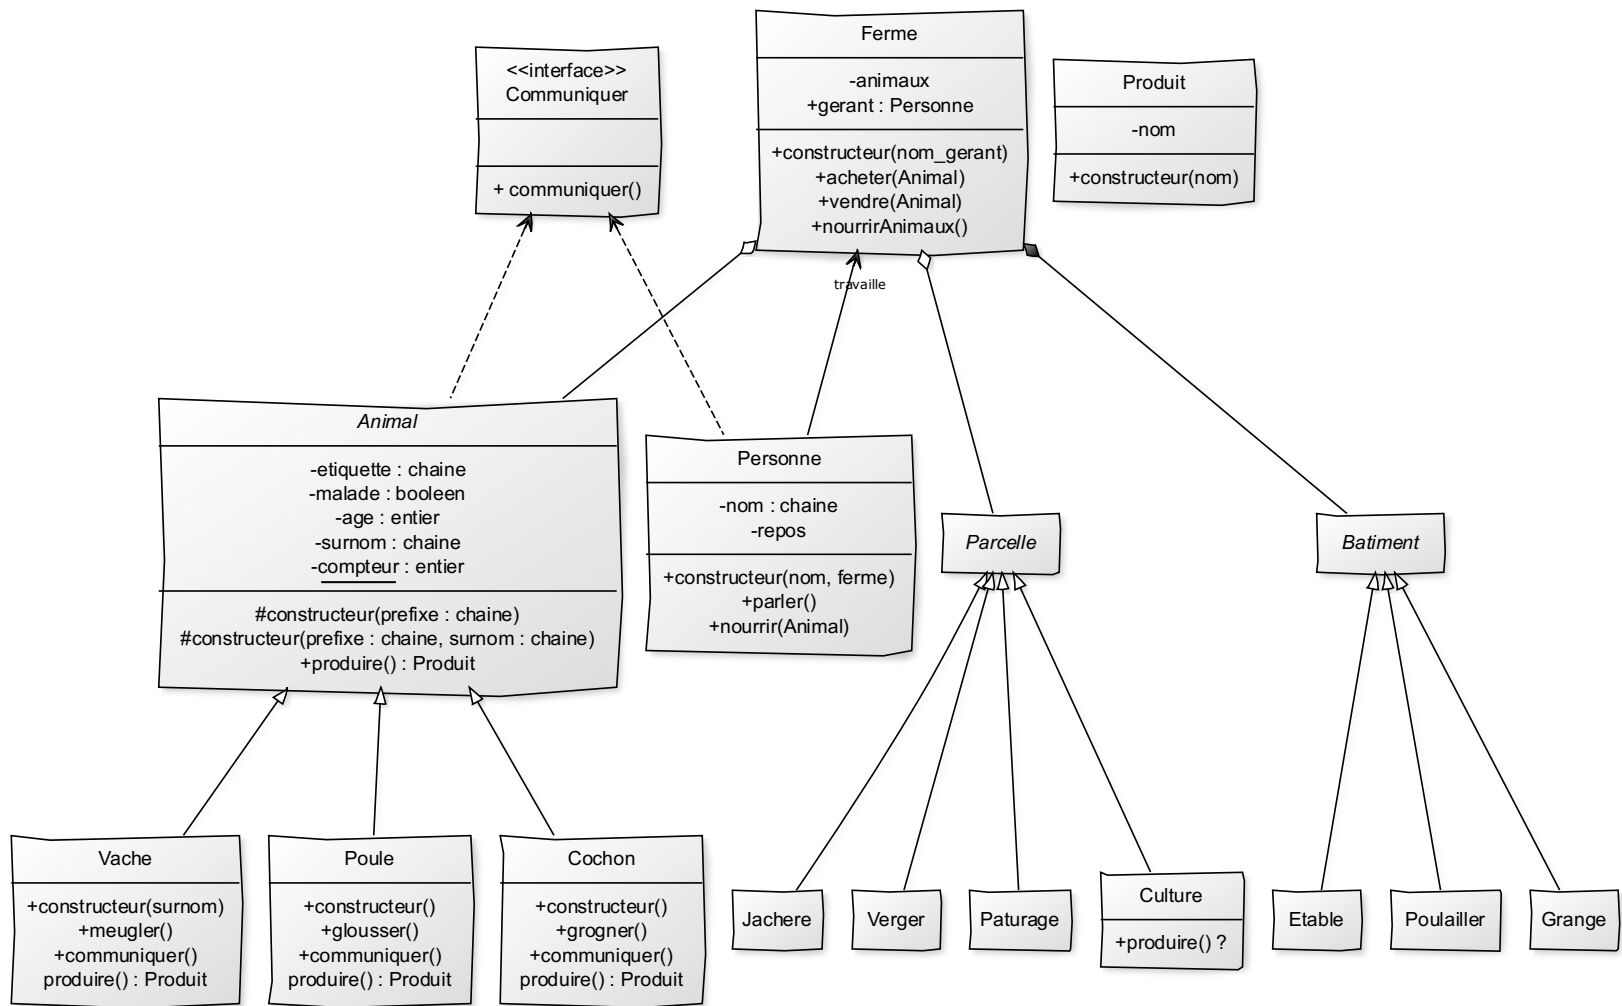 <<interface>>
Communiquer
+ communiquer()
Ferme
-animaux
+gerant : Personne
+constructeur(nom_gerant)
+acheter(Animal)
+vendre(Animal)
+nourrirAnimaux()
Produit
-nom
+constructeur(nom)
travaille
Animal
-etiquette : chaine
-malade : booleen
-age : entier
-surnom : chaine
-compteur : entier
#constructeur(prefixe : chaine)
#constructeur(prefixe : chaine, surnom : chaine)
+produire() : Produit
Personne
-nom : chaine
-repos
+constructeur(nom, ferme)
+parler()
+nourrir(Animal)
Parcelle
Batiment
Vache
+constructeur(surnom)
+meugler()
+communiquer()
produire() : Produit
Poule
+constructeur()
+glousser()
+communiquer()
produire() : Produit
Cochon
+constructeur()
+grogner()
+communiquer()
produire() : Produit
Jachere
Verger
Paturage
Culture
+produire() ?
Etable
Poulailler
Grange